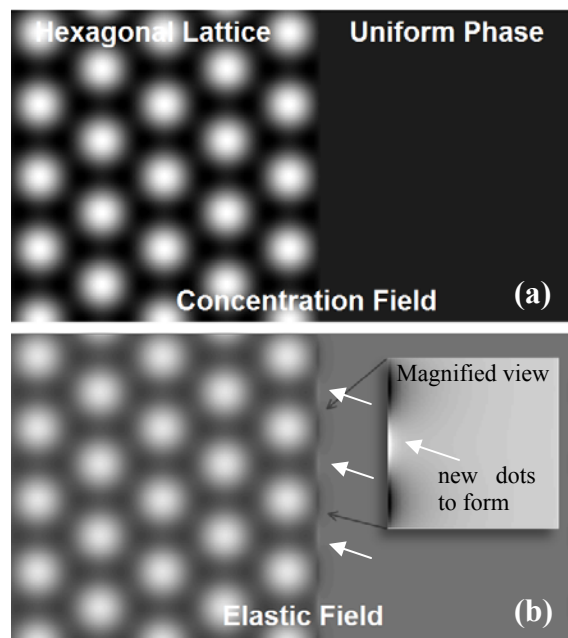 Hexagonal Lattice Uniform Phase
Concentration Field (a)
Magnified view
new dots
to form
Elastic Field (b)